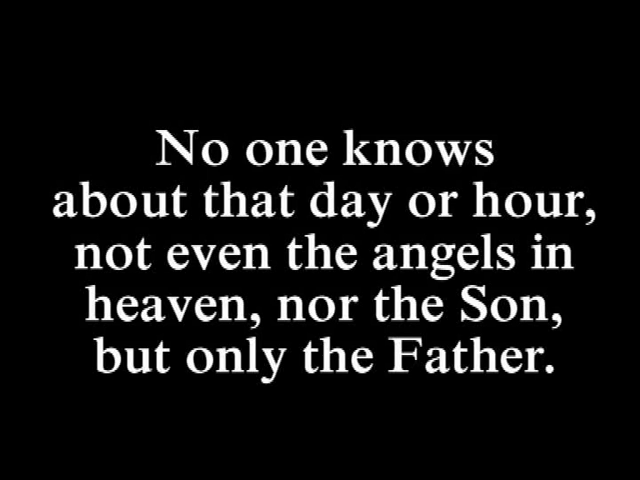 No one knows
about that day or hour,
not even the angels in
heaven, nor the Son,
but only the Father.